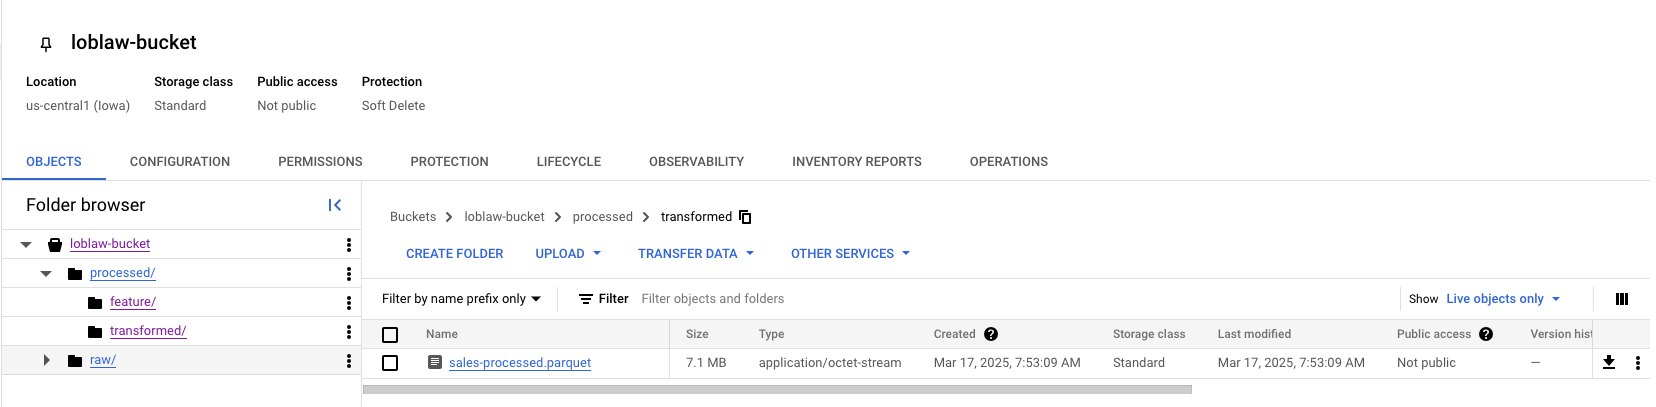 loblaw-bucket
Location Storage class Public access Protection
us-central1 (Iowa) Standard Not public Soft Delete
OBJECTS CONFIGURATION PERMISSIONS PROTECTION LIFECYCLE OBSERVABILITY INVENTORY REPORTS OPERATIONS
Folder browser
loblaw-bucket
processed/
feature/
transformed/
raw/
Buckets > loblaw-bucket > processed > transformed
CREATE FOLDER UPLOAD TRANSFER DATA OTHER SERVICES
Filter by name prefix only Filter Filter objects and folders Show Live objects only
Name Size Type Created Storage class Last modified Public access Version hist
sales-processed.parquet 7.1 MB application/octet-stream Mar 17, 2025, 7:53:09 AM Standard Mar 17, 2025, 7:53:09 AM Not public —